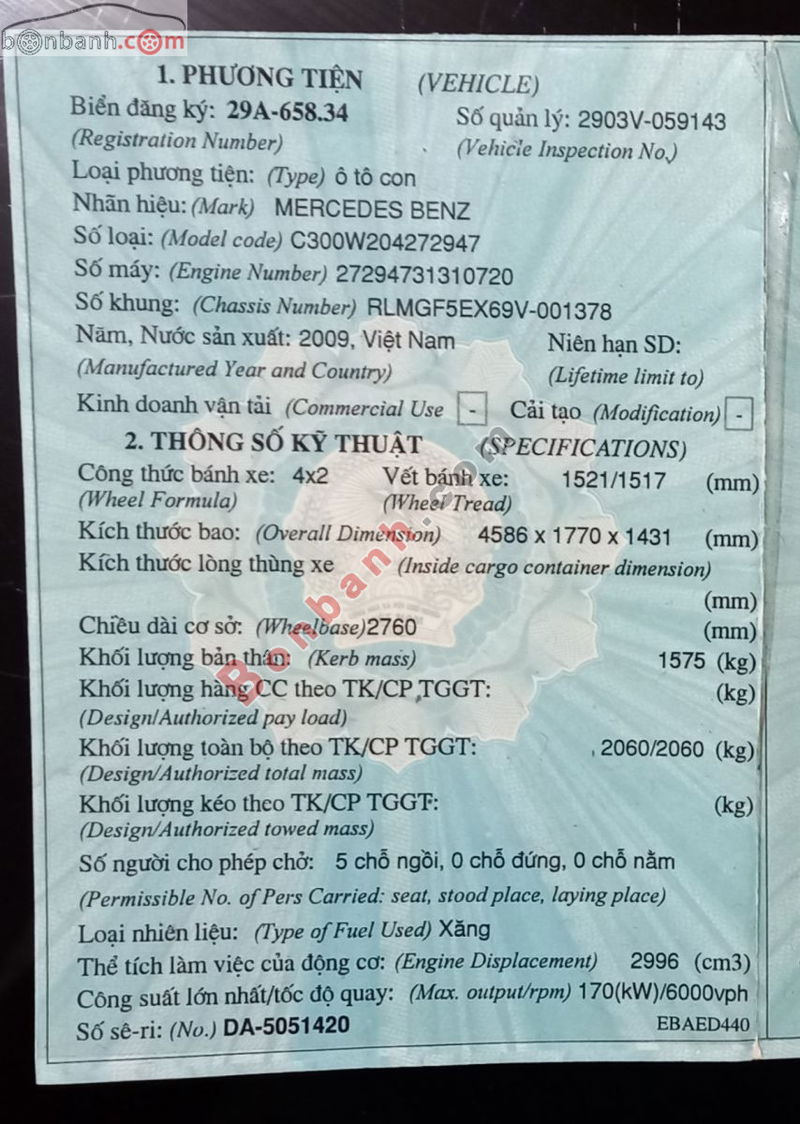 bonbanh.com
1. PHƯƠNG TIỆN (VEHICLE)
Biển đăng ký: 29A-658.34 Số quản lý: 2903V-059143
(Registration Number) (Vehicle Inspection No.)
Loại phương tiện: (Type) ô tô con
Nhãn hiệu: (Mark) MERCEDES BENZ
Số loại: (Model code) C300W204272947
Số máy: (Engine Number) 27294731310720
Số khung: (Chassis Number) RLMGF5EX69V-001378
Năm, Nước sản xuất: 2009, Việt Nam Niên hạn SD:
(Manufactured Year and Country) (Lifetime limit to)
Kinh doanh vận tải (Commercial Use - Cải tạo (Modification) -
2. THÔNG SỐ KỸ THUẬT (SPECIFICATIONS)
Công thức bánh xe: 4x2 Vết bánh xe: 1521/1517 (mm)
(Wheel Formula) (Wheel Tread)
Kích thước bao: (Overall Dimension) 4586 x 1770 x 1431 (mm)
Kích thước lòng thùng xe (Inside cargo container dimension)
(mm)
Chiều dài cơ sở: (Wheelbase) 2760 (mm)
Khối lượng bản thân: (Kerb mass) 1575 (kg)
Khối lượng hàng CC theo TK/CP TGGT: (kg)
(Design/Authorized pay load)
Khối lượng toàn bộ theo TK/CP TGGT: 2060/2060 (kg)
(Design/Authorized total mass)
Khối lượng kéo theo TK/CP TGGT: (kg)
(Design/Authorized towed mass)
Số người cho phép chở: 5 chỗ ngồi, 0 chỗ đứng, 0 chỗ nằm
(Permissible No. of Pers Carried: seat, stood place, laying place)
Loại nhiên liệu: (Type of Fuel Used) Xăng
Thể tích làm việc của động cơ: (Engine Displacement) 2996 (cm3)
Công suất lớn nhất/tốc độ quay: (Max. output/rpm) 170(kW)/6000vph
Số sê-ri: (No.) DA-5051420 EBAED440
Bonbanh.com